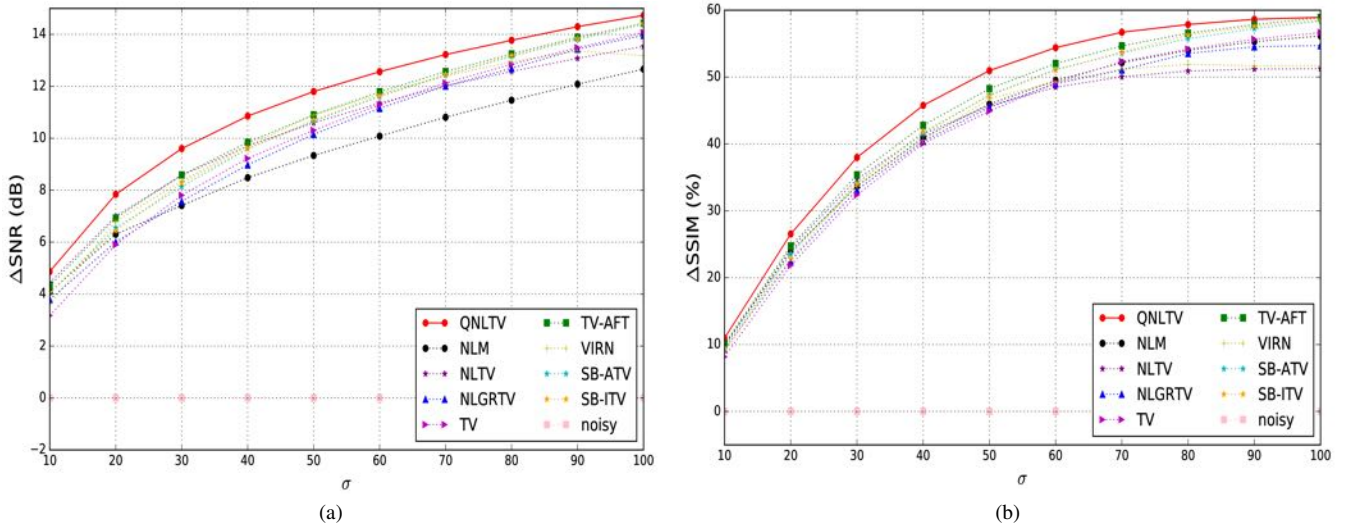 ΔSNR (dB)
16
14
12
10
8
6
4
2
0
−2
10 20 30 40 50 60 70 80 90 100
σ
QNLTV TV-AFT
NLM VIRN
NLTV SB-ATV
NLGRTV SB-ITV
TV noisy
(a)
ΔSSIM (%)
60
50
40
30
20
10
0
10 20 30 40 50 60 70 80 90 100
σ
QNLTV TV-AFT
NLM VIRN
NLTV SB-ATV
NLGRTV SB-ITV
TV noisy
(b)